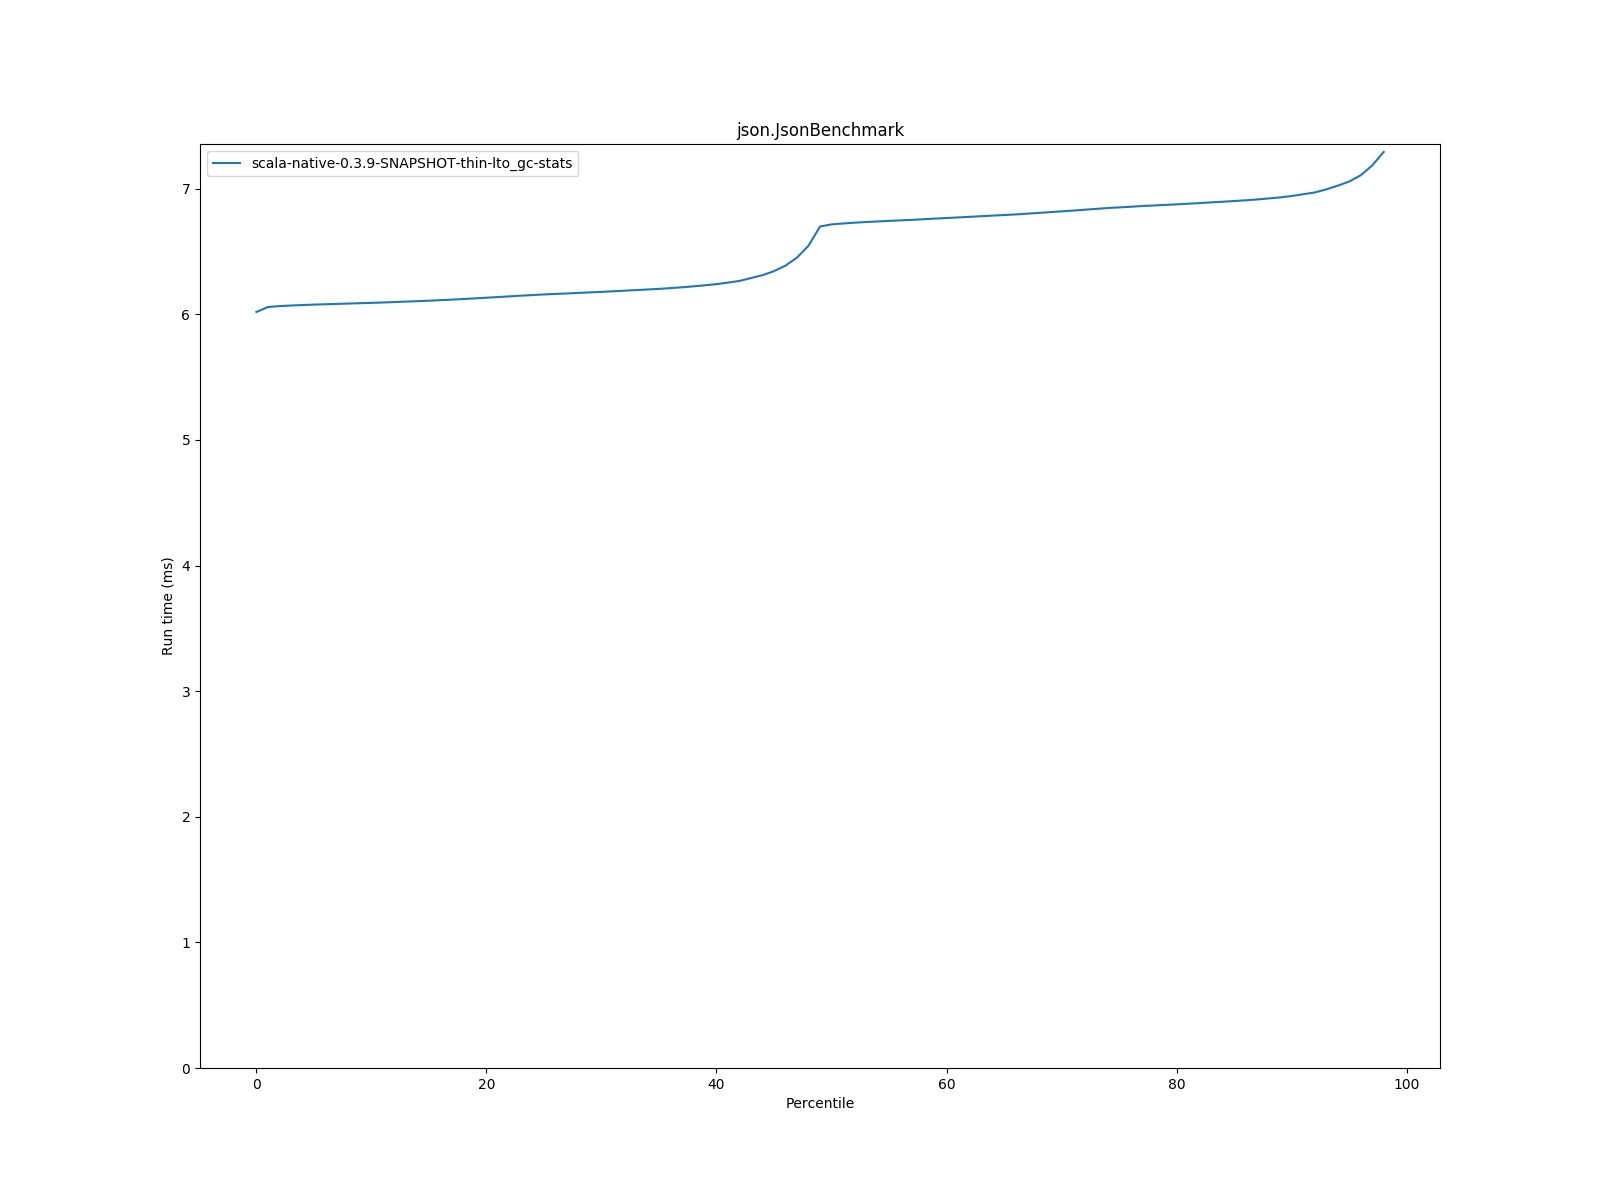 json.JsonBenchmark
scala-native-0.3.9-SNAPSHOT-thin-lto_gc-stats
7
6
5
4
3
2
1
0
Run time (ms)
0 20 40 60 80 100
Percentile